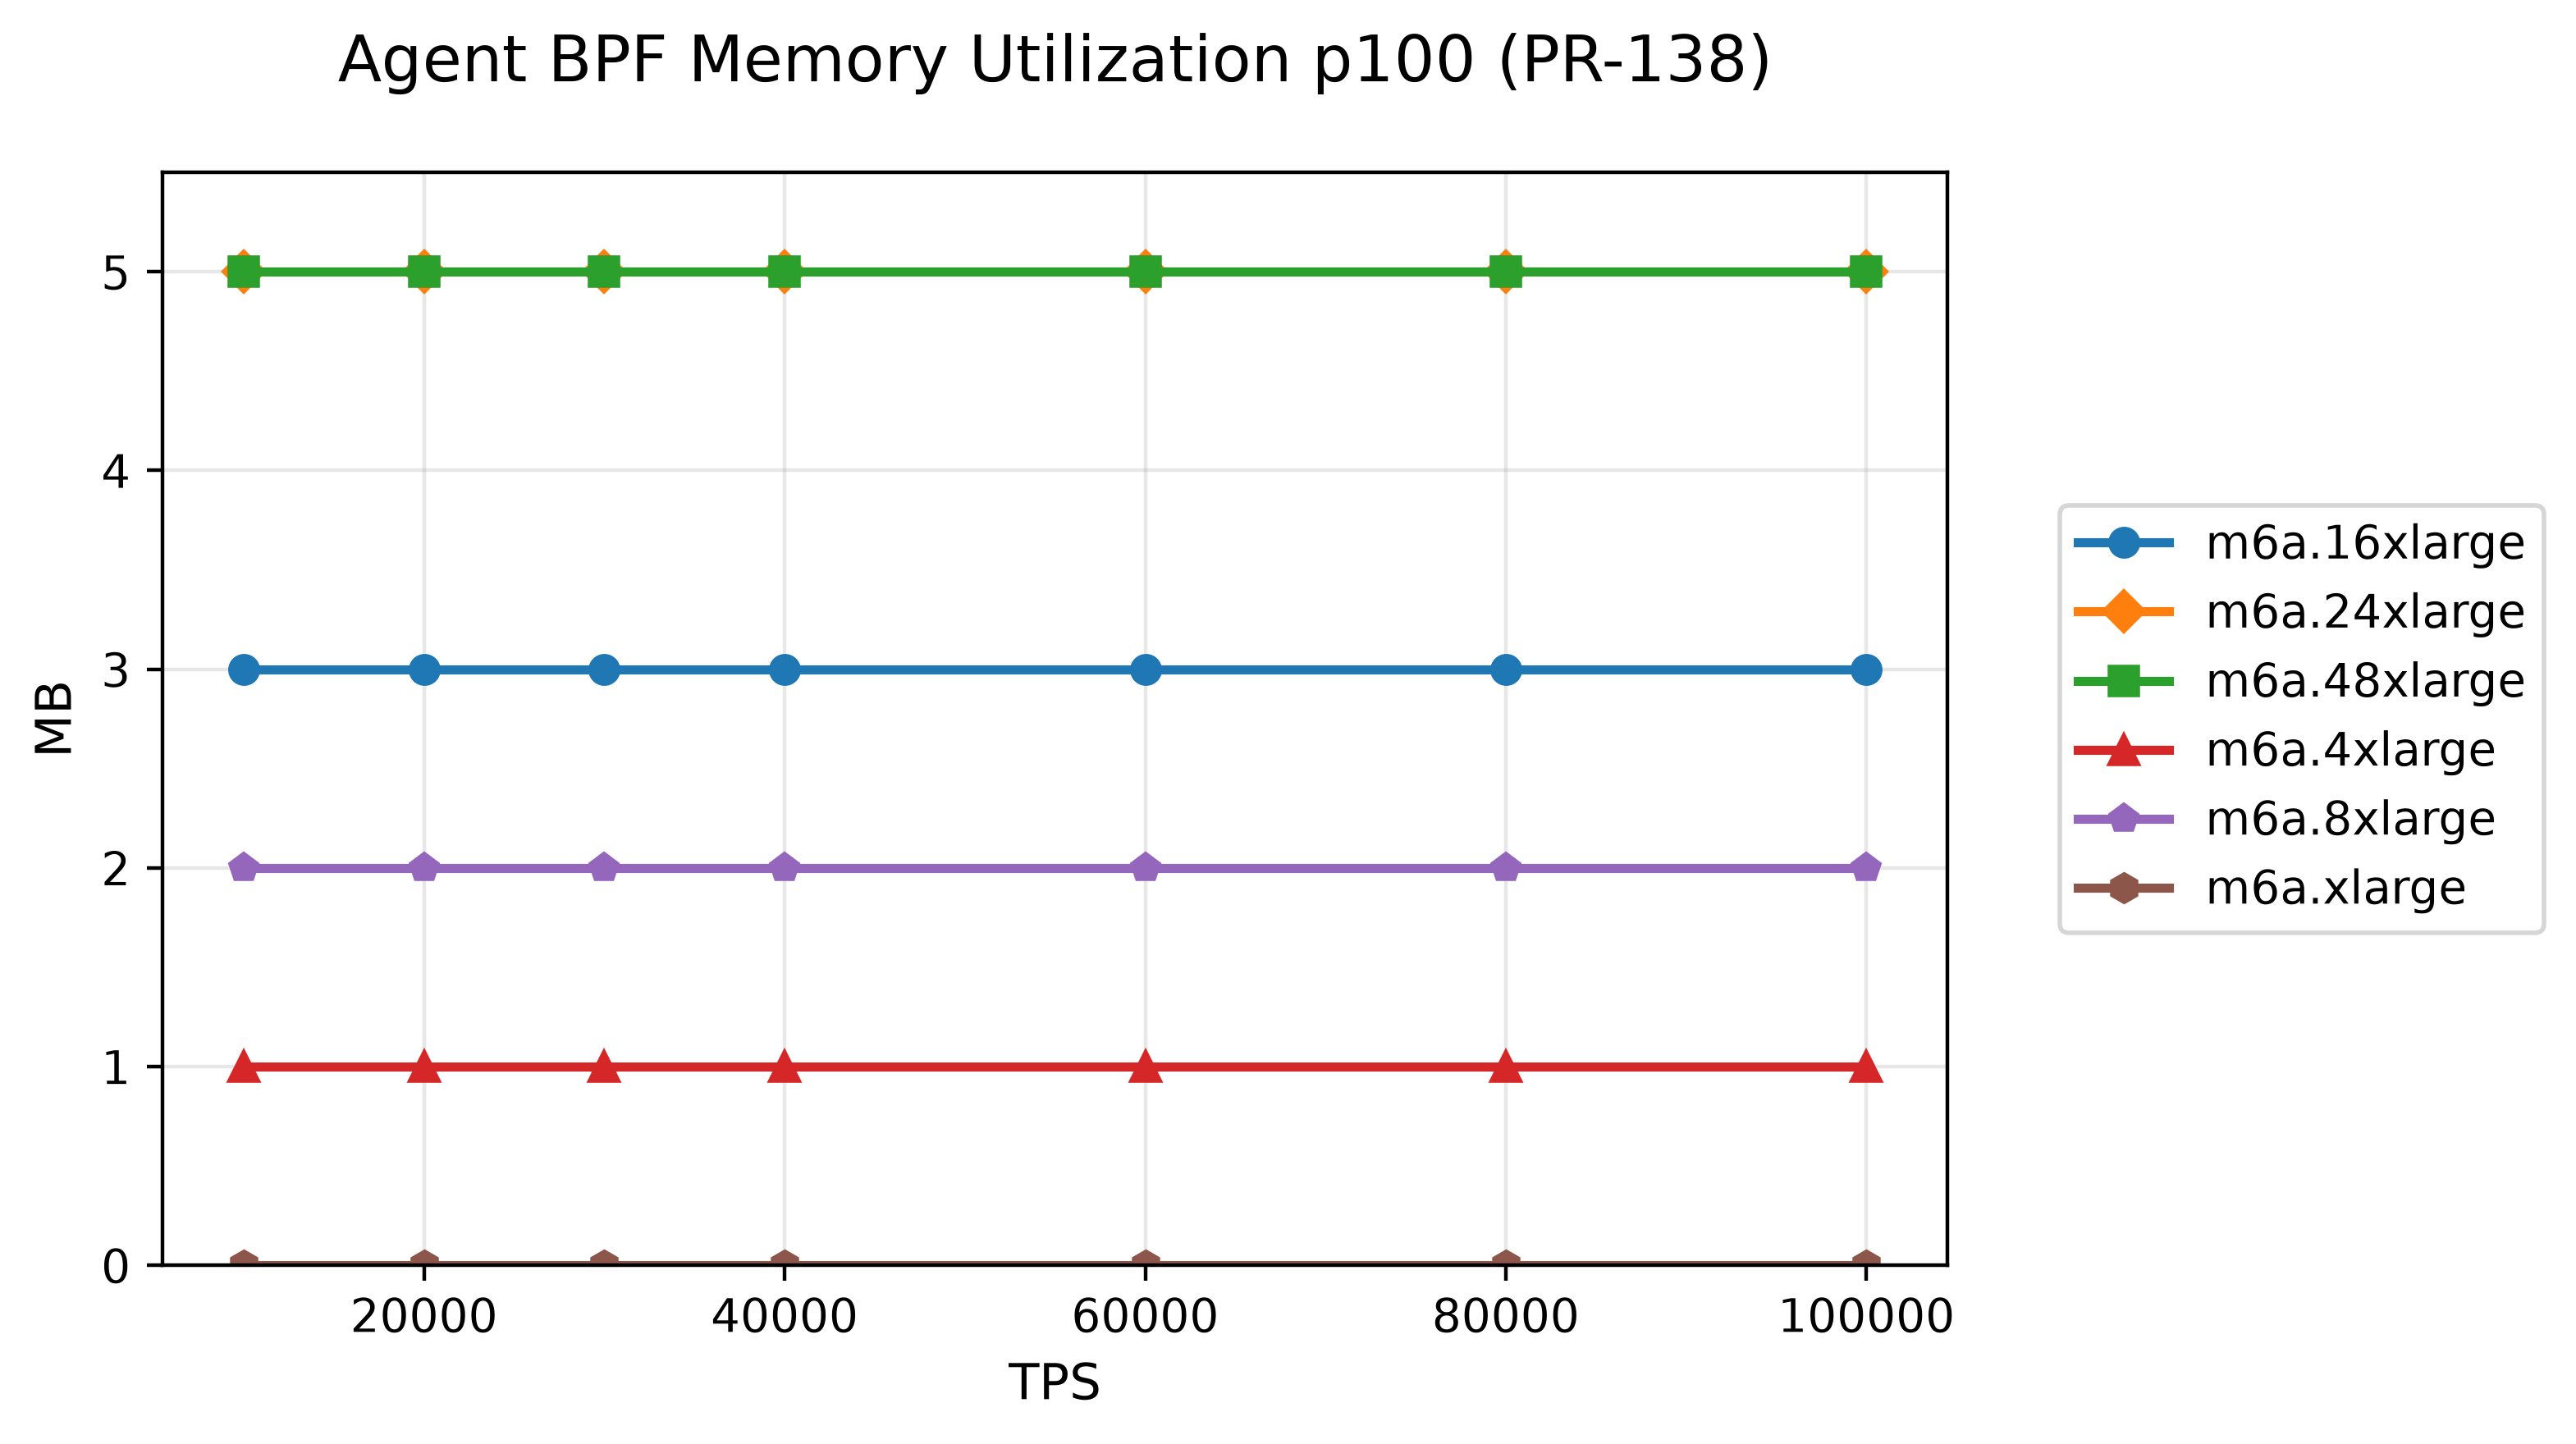 Agent BPF Memory Utilization p100 (PR-138)
MB
5
4
3
2
1
0
20000 40000 60000 80000 100000
TPS
m6a.16xlarge
m6a.24xlarge
m6a.48xlarge
m6a.4xlarge
m6a.8xlarge
m6a.xlarge